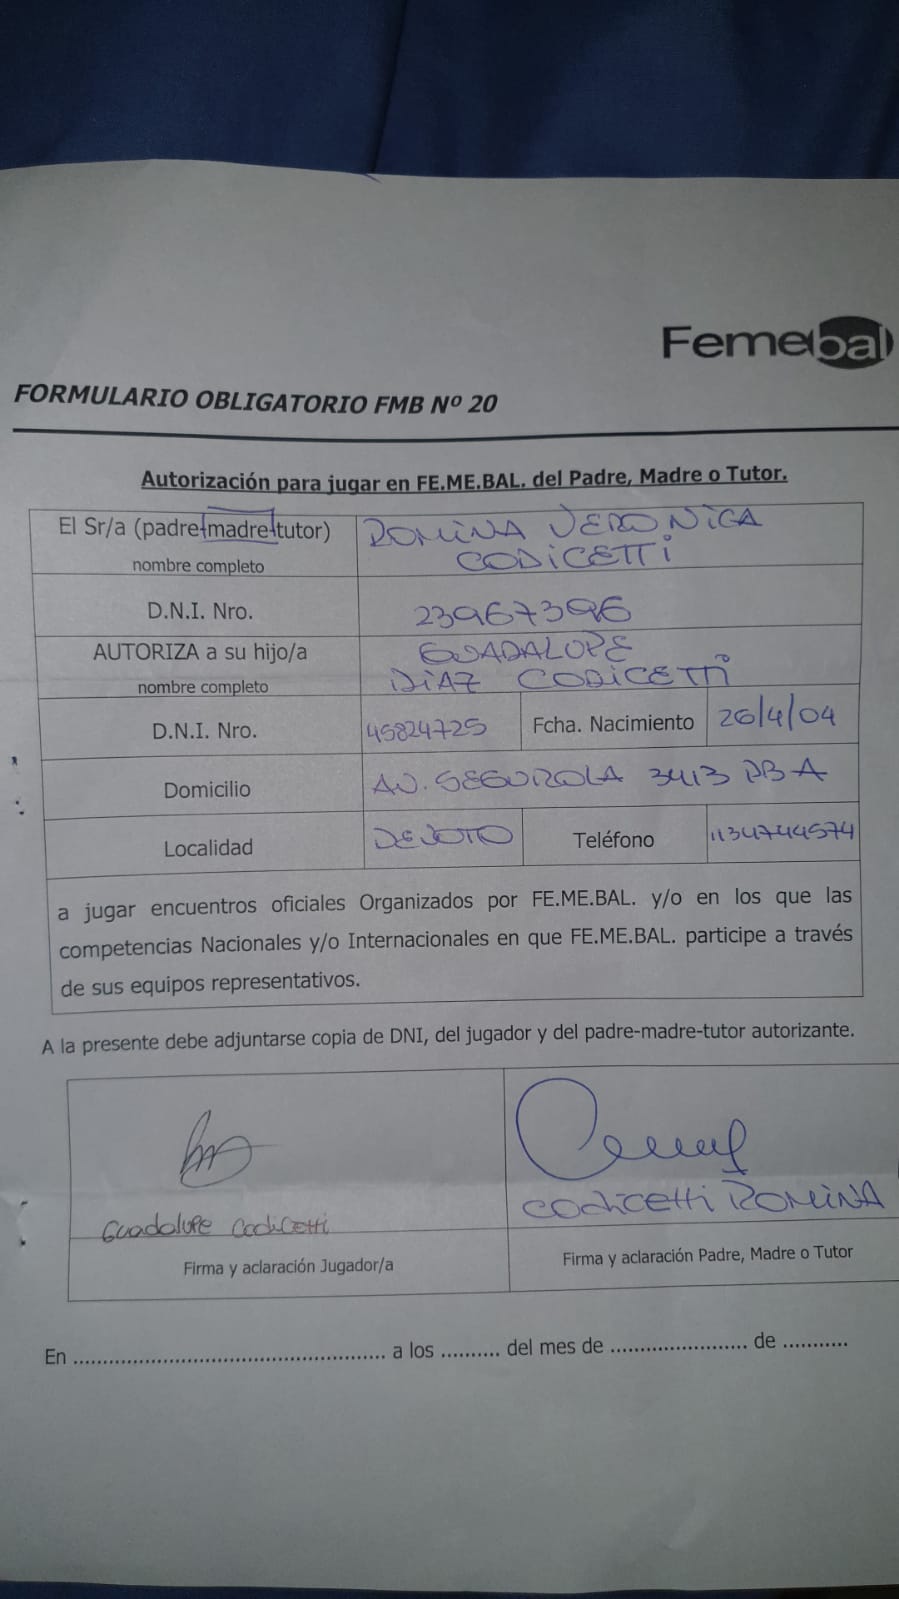 Femebal
FORMULARIO OBLIGATORIO FMB Nº 20
Autorización para jugar en FE.ME.BAL. del Padre, Madre o Tutor.
El Sr/a (padre-madre-tutor) ROMINA VERONICA
nombre completo CODICETTI
D.N.I. Nro. 23967396
AUTORIZA a su hijo/a GUADALUPE
nombre completo DIAZ CODICETTI
D.N.I. Nro. 45824725 Fcha. Nacimiento 26/4/04
Domicilio AV. SEGUROLA 3413 PB A
Localidad DEVOTO Teléfono 1134744574
a jugar encuentros oficiales Organizados por FE.ME.BAL. y/o en los que las
competencias Nacionales y/o Internacionales en que FE.ME.BAL. participe a través
de sus equipos representativos.
A la presente debe adjuntarse copia de DNI, del jugador y del padre-madre-tutor autorizante.
Guadalupe Codicetti Codicetti ROMINA
Firma y aclaración Jugador/a Firma y aclaración Padre, Madre o Tutor
En ..................................................... a los .......... del mes de ....................... de ...........